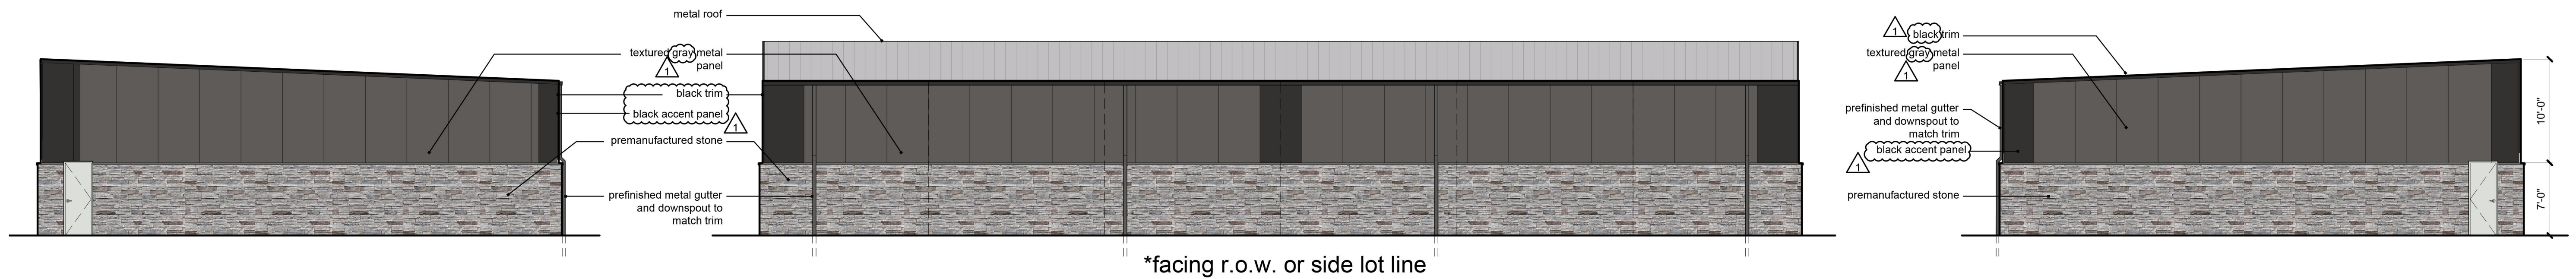 metal roof
textured gray metal
panel
1
black trim
black accent panel
1
premanufactured stone
prefinished metal gutter
and downspout to
match trim
*facing r.o.w. or side lot line
1
black trim
textured gray metal
panel
1
prefinished metal gutter
and downspout to
match trim
black accent panel
1
premanufactured stone
10'-0"
7'-0"